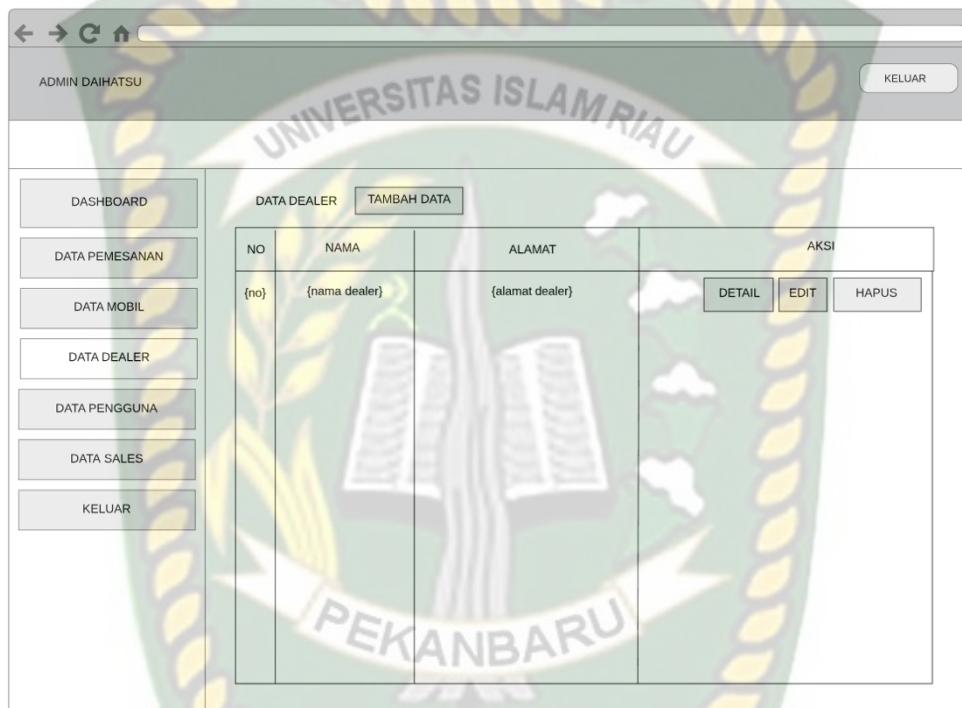 ADMIN DAIHATSU
KELUAR
UNIVERSITAS ISLAM RIAU
DASHBOARD
DATA PEMESANAN
DATA MOBIL
DATA DEALER
DATA PENGGUNA
DATA SALES
KELUAR
DATA DEALER
TAMBAH DATA
NO NAMA ALAMAT AKSI
{no} {nama dealer} {alamat dealer} DETAIL EDIT HAPUS
PEKANBARU